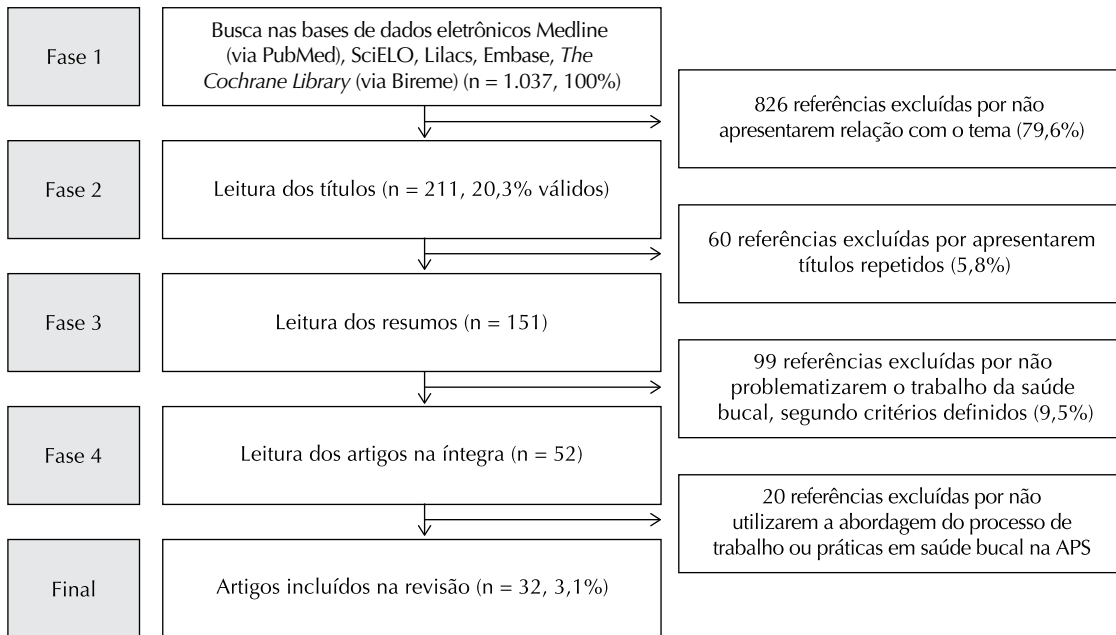 Fase 1
Busca nas bases de dados eletrônicos Medline
(via PubMed), SciELO, Lilacs, Embase, The
Cochrane Library (via Bireme) (n = 1.037, 100%)
826 referências excluídas por não
apresentarem relação com o tema (79,6%)
Fase 2
Leitura dos títulos (n = 211, 20,3% válidos)
60 referências excluídas por apresentarem
títulos repetidos (5,8%)
Fase 3
Leitura dos resumos (n = 151)
99 referências excluídas por não
problematizarem o trabalho da saúde
bucal, segundo critérios definidos (9,5%)
Fase 4
Leitura dos artigos na íntegra (n = 52)
20 referências excluídas por não
utilizarem a abordagem do processo de
trabalho ou práticas em saúde bucal na APS
Final
Artigos incluídos na revisão (n = 32, 3,1%)